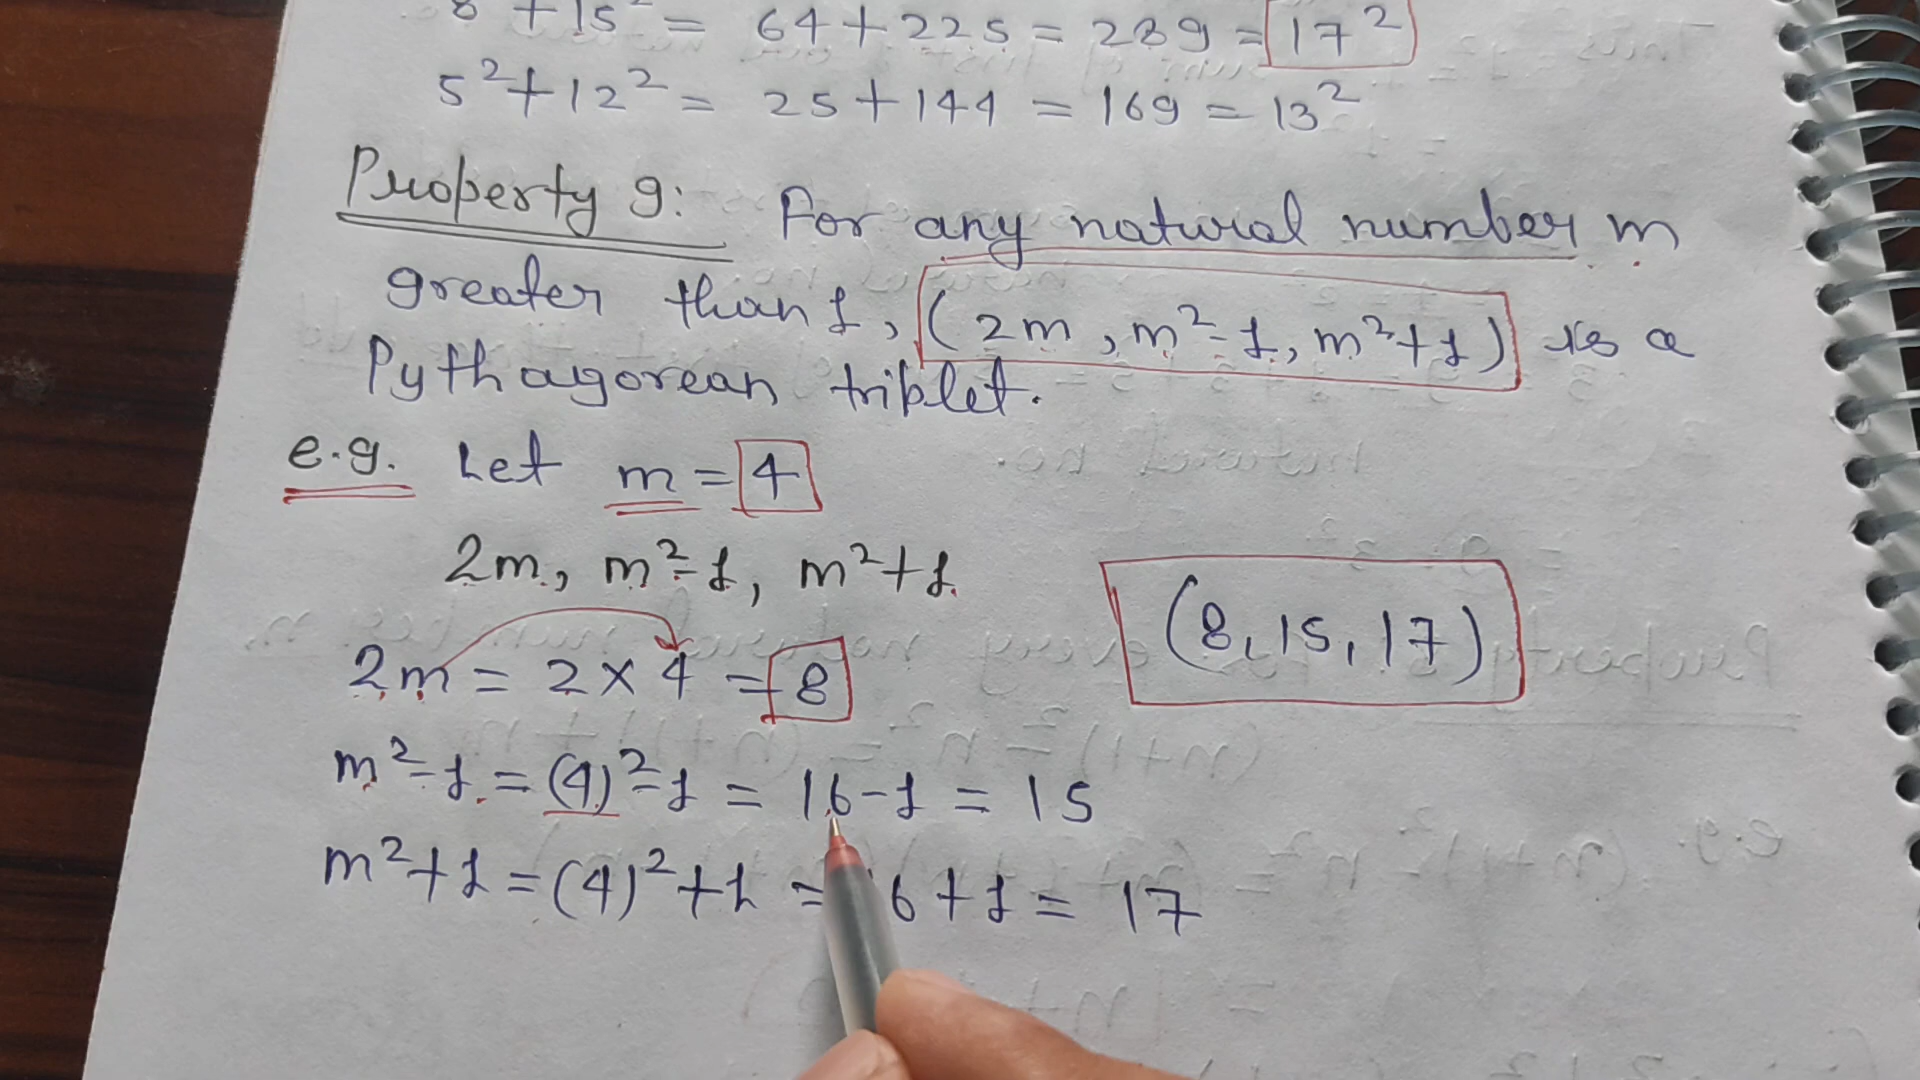 8 + 15² = 64 + 225 = 289 = 17²
5² + 12² = 25 + 144 = 169 = 13²
Property 9: For any natural number m
greater than 1, (2m, m²-1, m²+1) is a
Pythagorean triplet.
e.g. Let m = 4
2m, m²-1, m²+1.
(8, 15, 17)
2m = 2 × 4 = 8
m²-1 = (4)²-1 = 16-1 = 15
m²+1 = (4)²+1 = 6+1 = 17